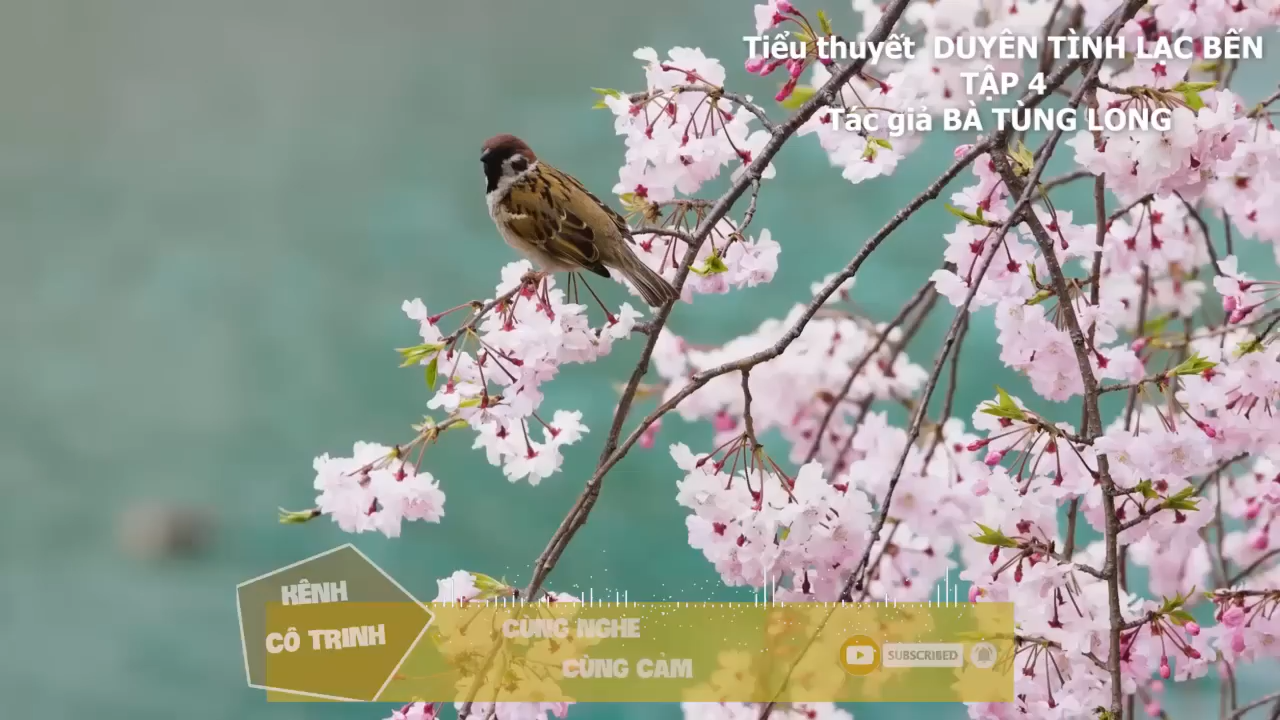 Tiểu thuyết DUYÊN TÌNH LẠC BẾN
TẬP 4
Tác giả BÀ TÙNG LONG
KÊNH
CÔ TRINH
CÙNG NGHE
CÙNG CẢM
SUBSCRIBED